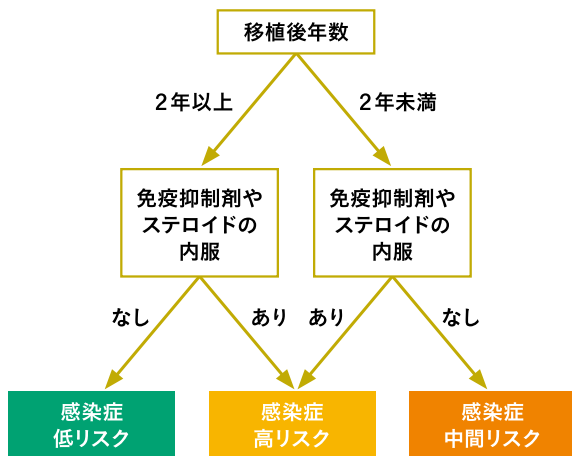 移植後年数
2年以上
2年未満
免疫抑制剤や
ステロイドの
内服
免疫抑制剤や
ステロイドの
内服
なし
あり
あり
なし
感染症
低リスク
感染症
高リスク
感染症
中間リスク